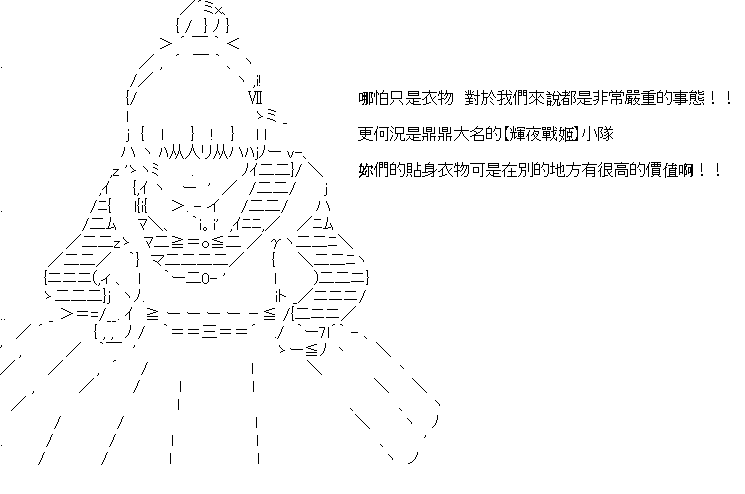 哪怕只是衣物　對於我們來說都是非常嚴重的事態！！
更何況是鼎鼎大名的【輝夜戰姬】小隊
妳們的貼身衣物可是在別的地方有很高的價值啊！！